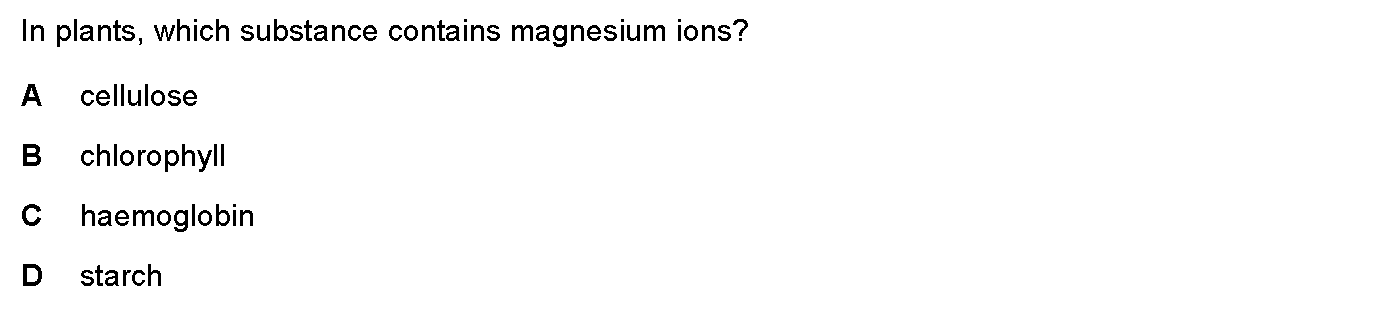 In plants, which substance contains magnesium ions?
A cellulose
B chlorophyll
C haemoglobin
D starch